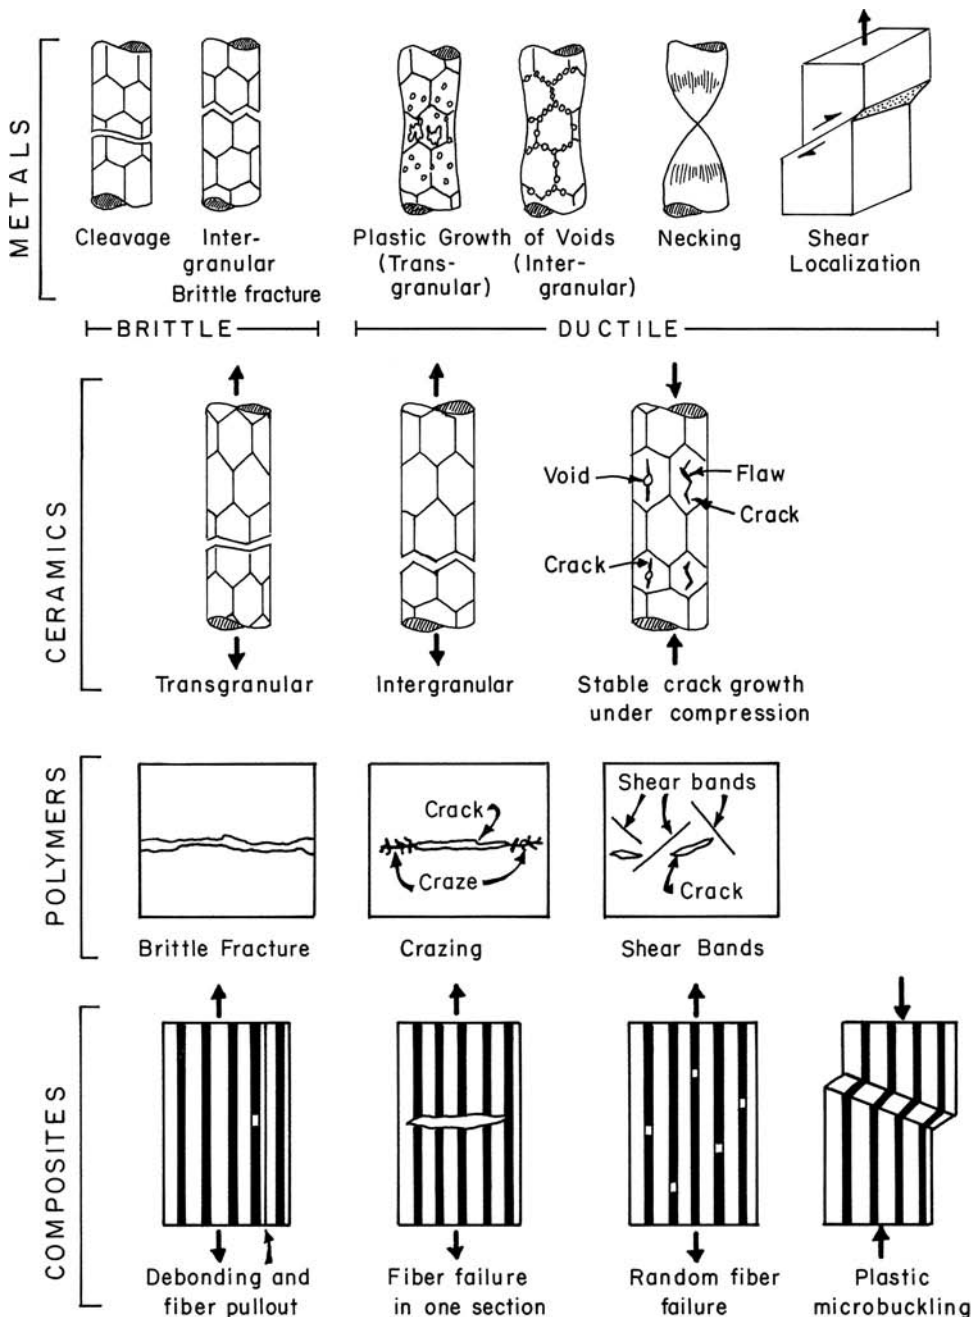 METALS
Cleavage
Inter-
granular
Brittle fracture
Plastic Growth of Voids
(Trans-
granular)
(Inter-
granular)
Necking
Shear
Localization
BRITTLE
DUCTILE
CERAMICS
Void
Flaw
Crack
Crack
Transgranular
Intergranular
Stable crack growth
under compression
POLYMERS
Crack
Craze
Shear bands
Crack
Brittle Fracture
Crazing
Shear Bands
COMPOSITES
Debonding and
fiber pullout
Fiber failure
in one section
Random fiber
failure
Plastic
microbuckling